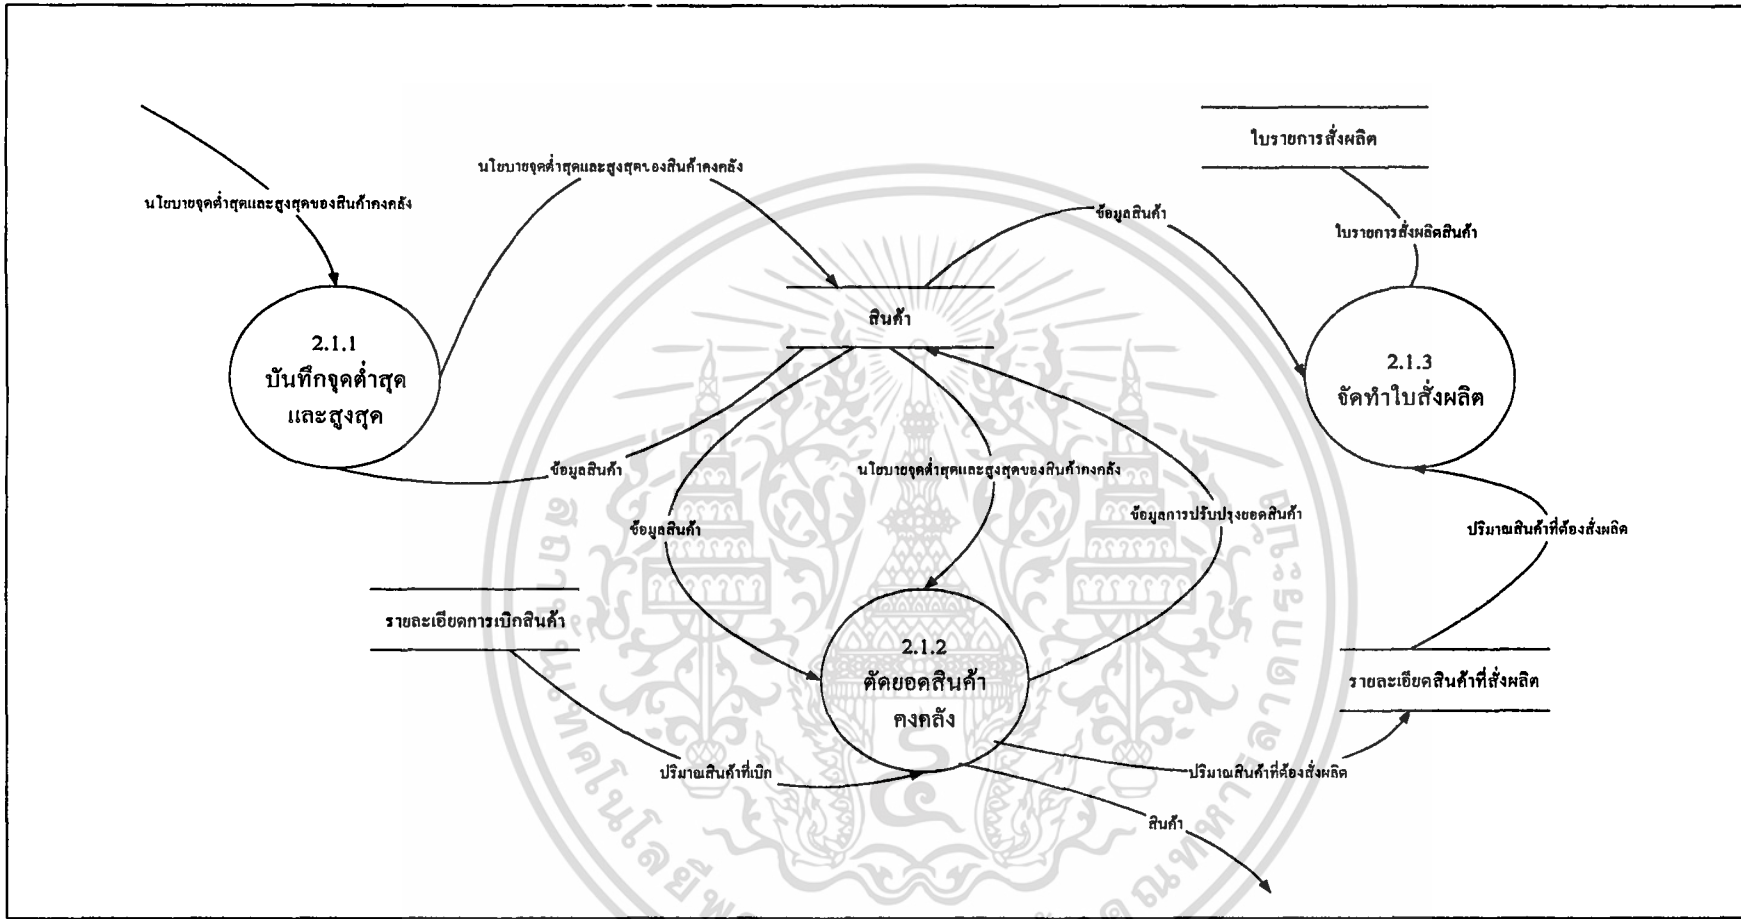 ใบรายการสั่งผลิต
นโยบายจุดต่ำสุดและสูงสุดของสินค้าคงคลัง
นโยบายจุดต่ำสุดและสูงสุดของสินค้าคงคลัง
ข้อมูลสินค้า
ใบรายการสั่งผลิตสินค้า
สินค้า
2.1.1
บันทึกจุดต่ำสุด
และสูงสุด
2.1.3
จัดทำใบสั่งผลิต
ข้อมูลสินค้า
นโยบายจุดต่ำสุดและสูงสุดของสินค้าคงคลัง
ข้อมูลสินค้า
ข้อมูลการปรับปรุงยอดสินค้า
ปริมาณสินค้าที่ต้องสั่งผลิต
รายละเอียดการเบิกสินค้า
2.1.2
ตัดยอดสินค้า
คงคลัง
รายละเอียดสินค้าที่สั่งผลิต
ปริมาณสินค้าที่เบิก
ปริมาณสินค้าที่ต้องสั่งผลิต
สินค้า